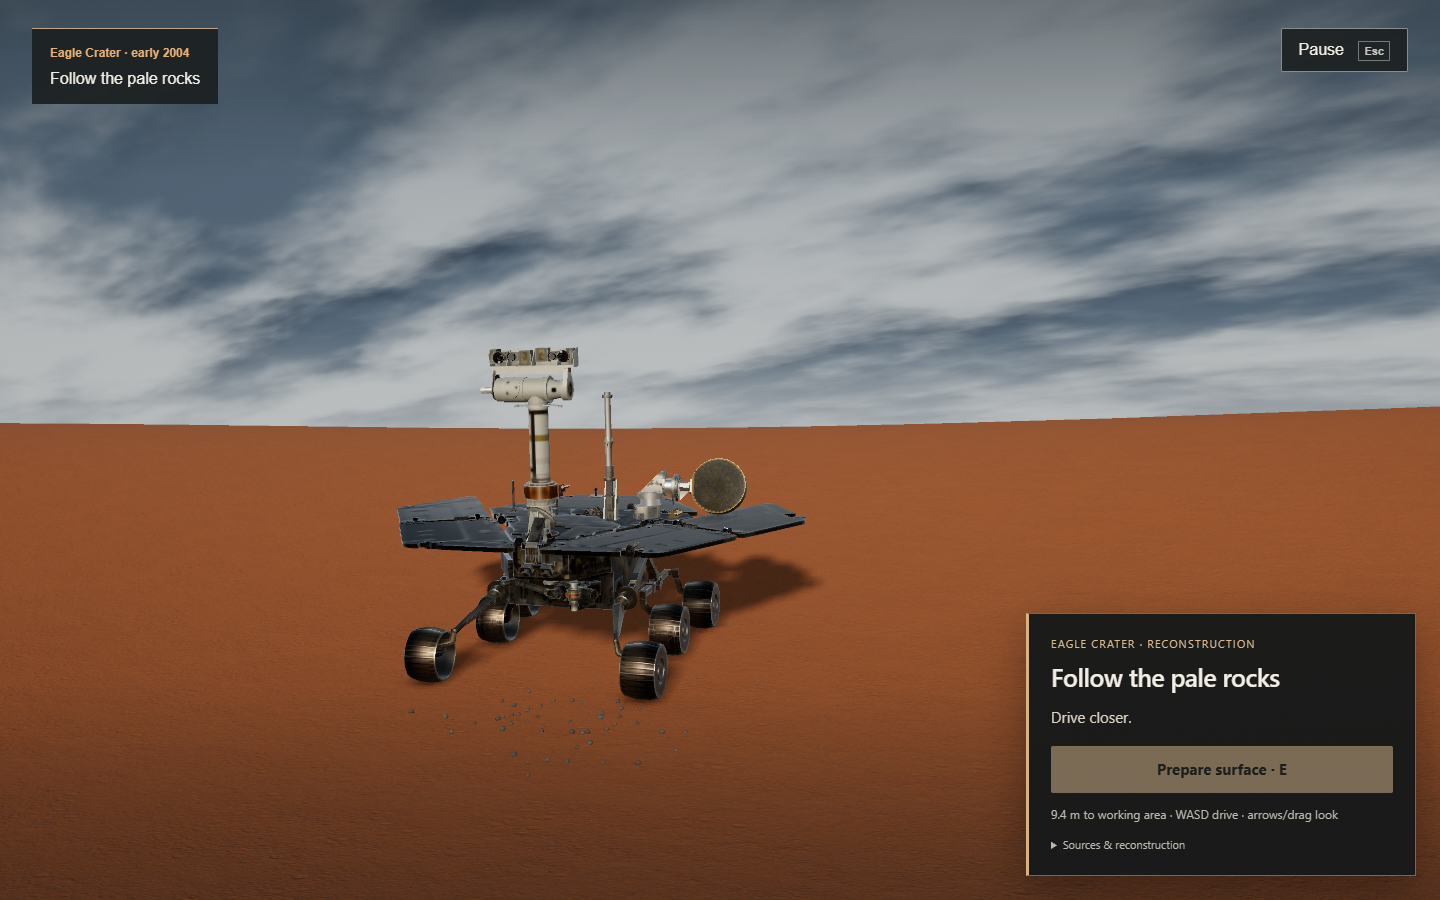 Eagle Crater · early 2004
Follow the pale rocks
Pause Esc
EAGLE CRATER · RECONSTRUCTION
Follow the pale rocks
Drive closer.
Prepare surface · E
9.4 m to working area · WASD drive · arrows/drag look
Sources & reconstruction